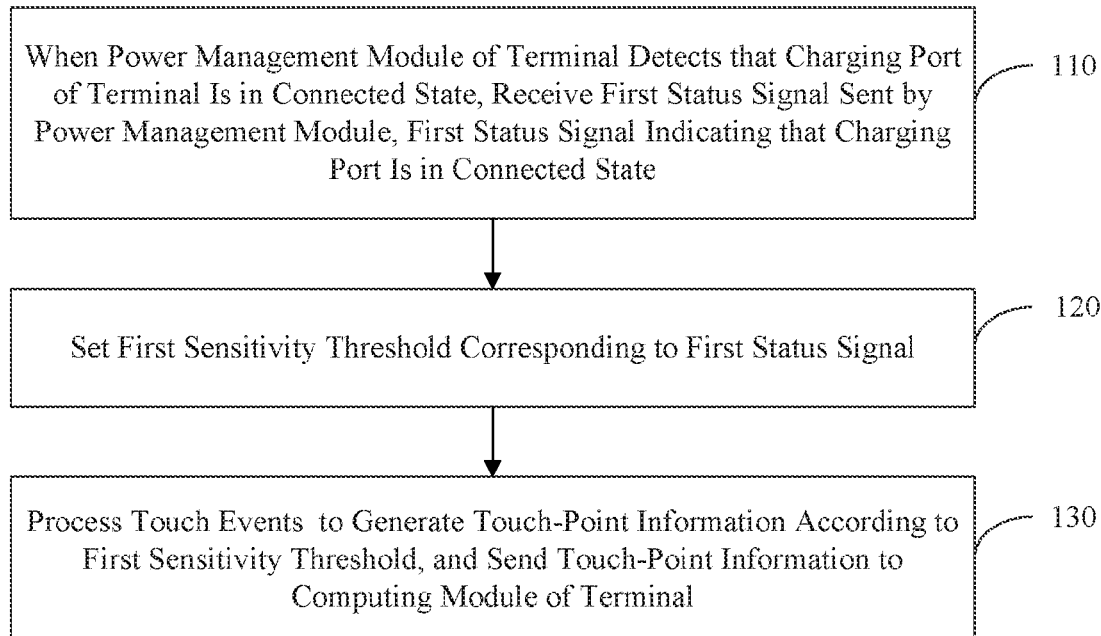 When Power Management Module of Terminal Detects that Charging Port
of Terminal Is in Connected State, Receive First Status Signal Sent by
Power Management Module, First Status Signal Indicating that Charging
Port Is in Connected State
110
Set First Sensitivity Threshold Corresponding to First Status Signal
120
Process Touch Events to Generate Touch-Point Information According to
First Sensitivity Threshold, and Send Touch-Point Information to
Computing Module of Terminal
130